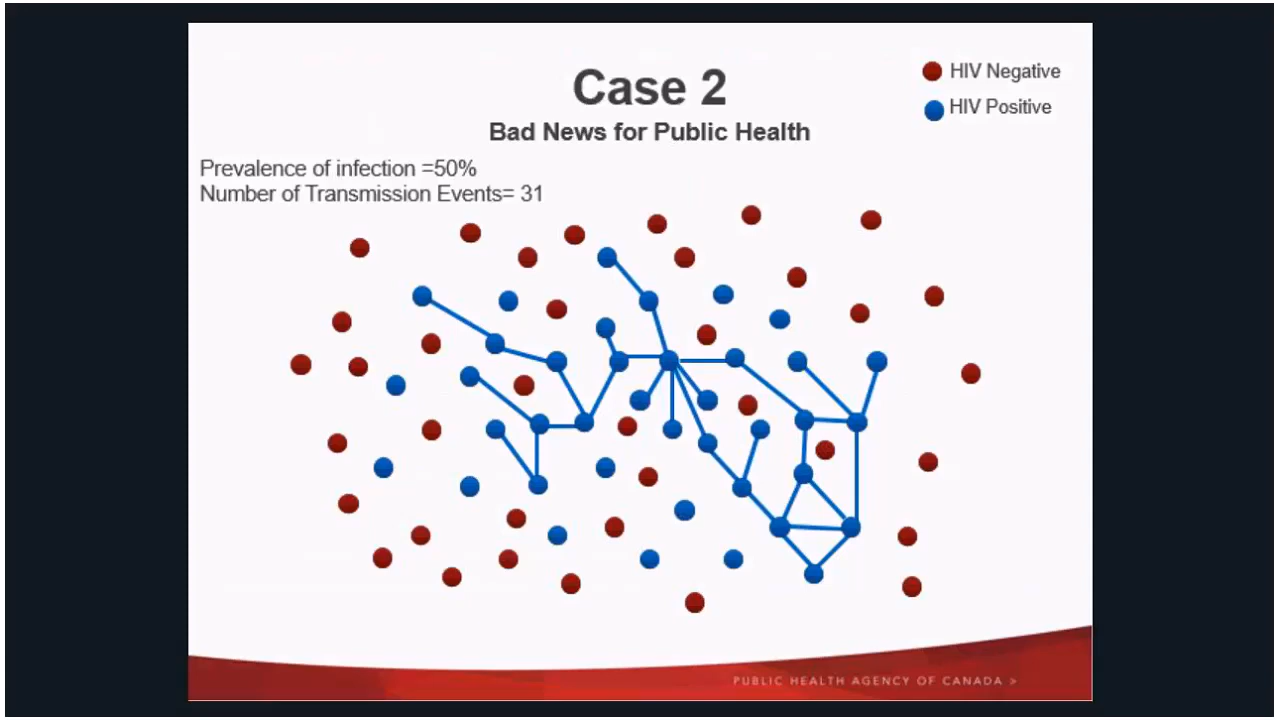 Case 2
Bad News for Public Health
HIV Negative
HIV Positive
Prevalence of infection =50%
Number of Transmission Events= 31
PUBLIC HEALTH AGENCY OF CANADA >